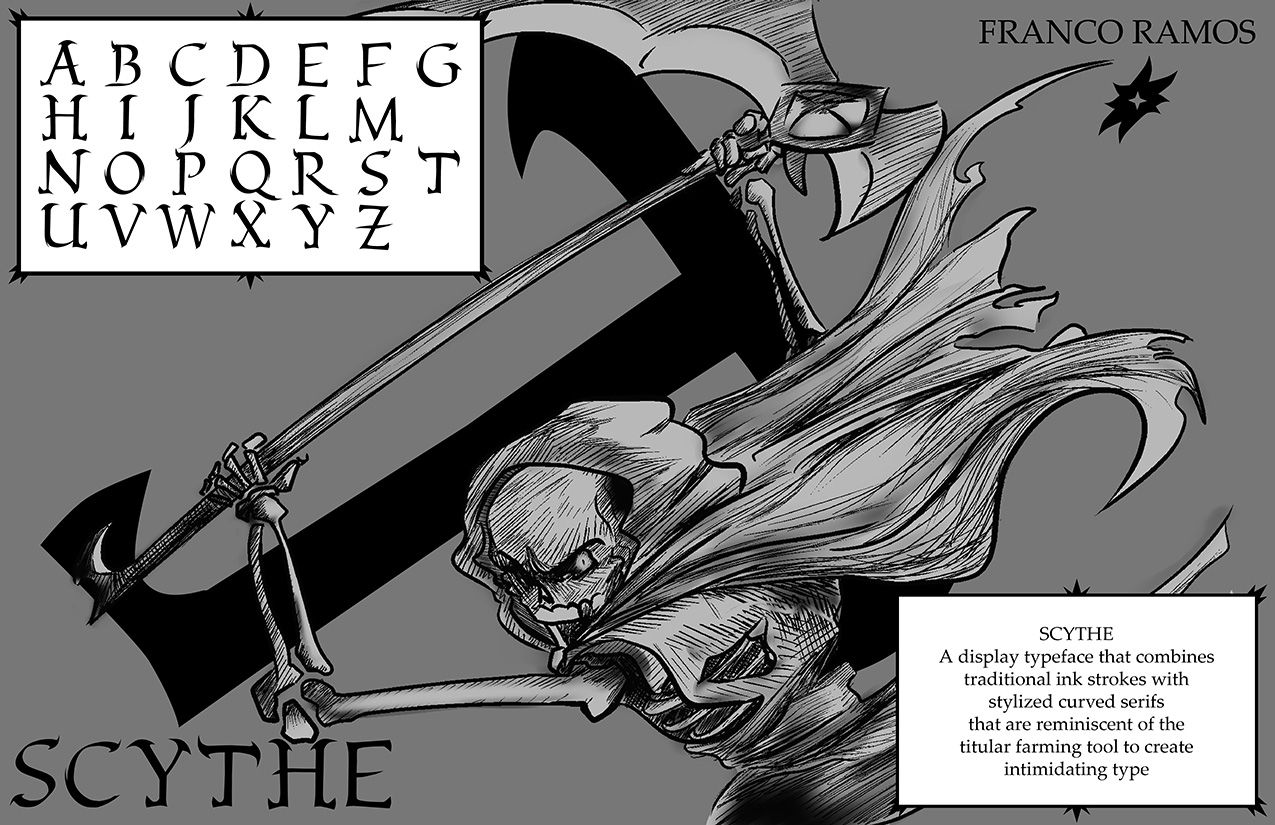 A B C D E F G
H I J K L M
N O P Q R S T
U V W X Y Z
FRANCO RAMOS
SCYTHE
SCYTHE
A display typeface that combines
traditional ink strokes with
stylized curved serifs
that are reminiscent of the
titular farming tool to create
intimidating type